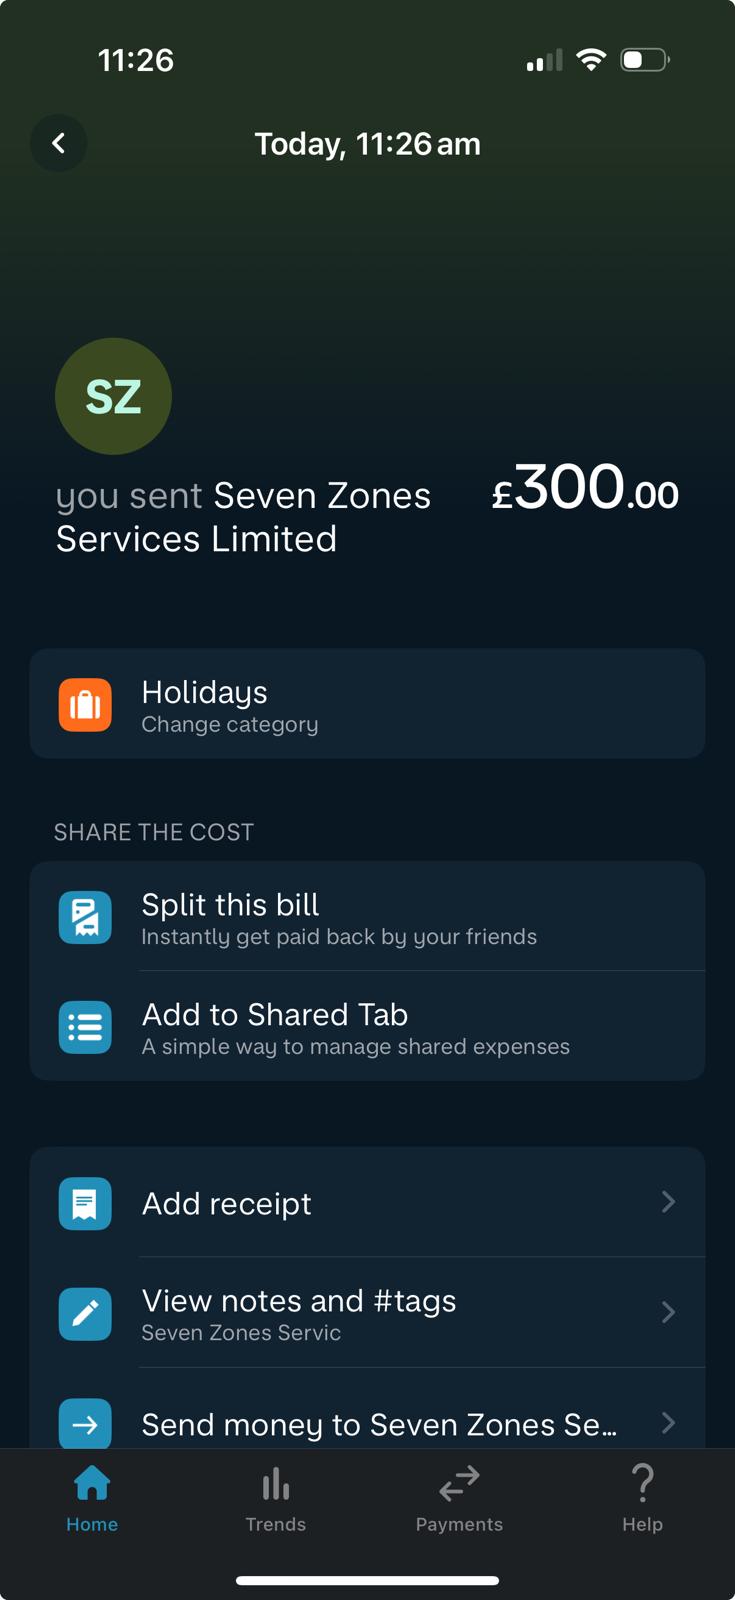 11:26
Today, 11:26 am
SZ
you sent Seven Zones
Services Limited
£300.00
Holidays
Change category
SHARE THE COST
Split this bill
Instantly get paid back by your friends
Add to Shared Tab
A simple way to manage shared expenses
Add receipt
View notes and #tags
Seven Zones Servic
Send money to Seven Zones Se...
Home
Trends
Payments
Help